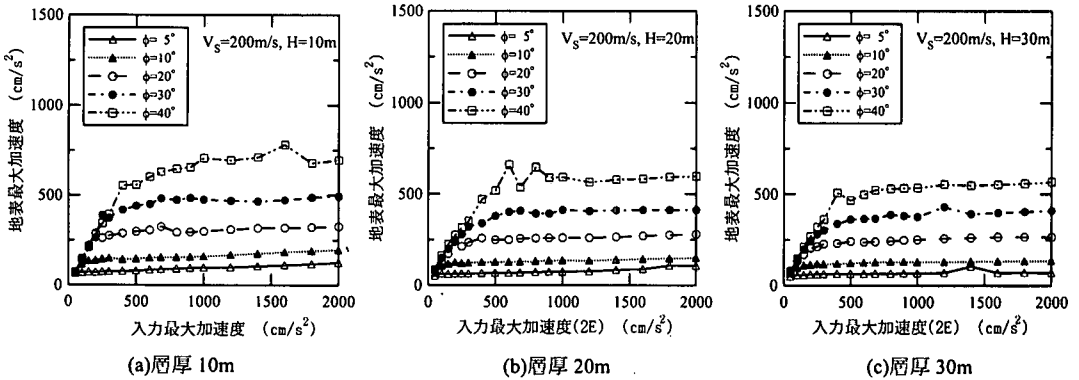 1500
1000
500
0
地表最大加速度 (cm/s²)
V_S=200m/s, H=10m
ϕ= 5°
ϕ=10°
ϕ=20°
ϕ=30°
ϕ=40°
0 500 1000 1500 2000
入力最大加速度 (cm/s²)
(a)層厚 10m
1500
1000
500
0
地表最大加速度 (cm/s²)
V_S=200m/s, H=20m
ϕ= 5°
ϕ=10°
ϕ=20°
ϕ=30°
ϕ=40°
0 500 1000 1500 2000
入力最大加速度(2E) (cm/s²)
(b)層厚 20m
1500
1000
500
0
地表最大加速度 (cm/s²)
V_S=200m/s, H=30m
ϕ= 5°
ϕ=10°
ϕ=20°
ϕ=30°
ϕ=40°
0 500 1000 1500 2000
入力最大加速度(2E) (cm/s²)
(c)層厚 30m